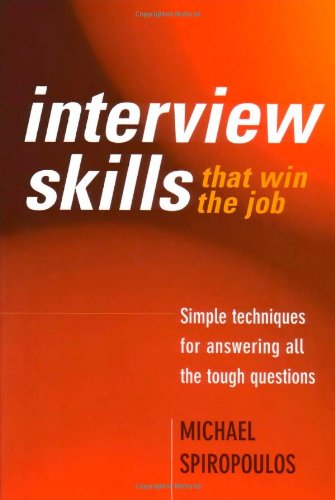 interview
skills that win
the job
Simple techniques
for answering all
the tough questions
MICHAEL
SPIROPOULOS